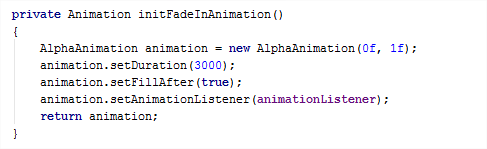 private Animation initFadeInAnimation()
{
    AlphaAnimation animation = new AlphaAnimation(0f, 1f);
    animation.setDuration(3000);
    animation.setFillAfter(true);
    animation.setAnimationListener(animationListener);
    return animation;
}